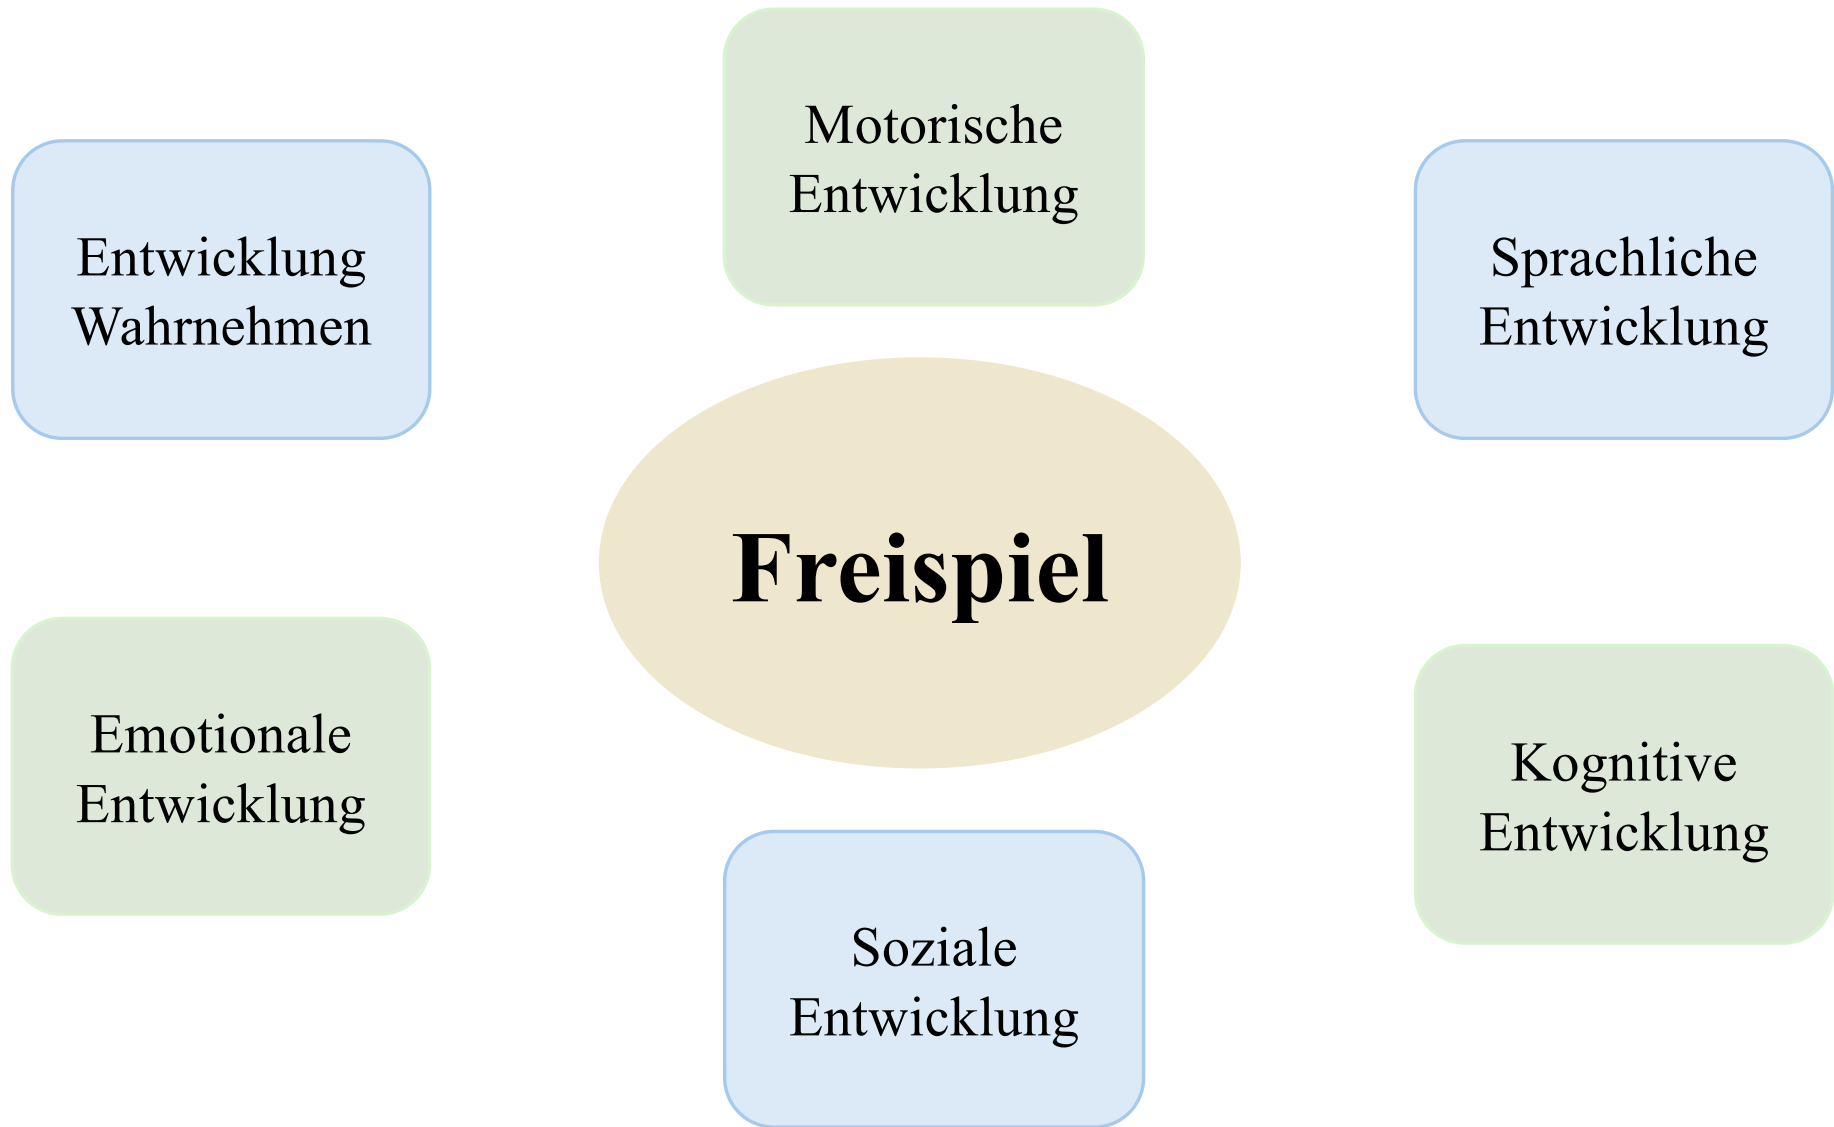 Motorische
Entwicklung
Entwicklung
Wahrnehmen
Sprachliche
Entwicklung
Freispiel
Emotionale
Entwicklung
Kognitive
Entwicklung
Soziale
Entwicklung